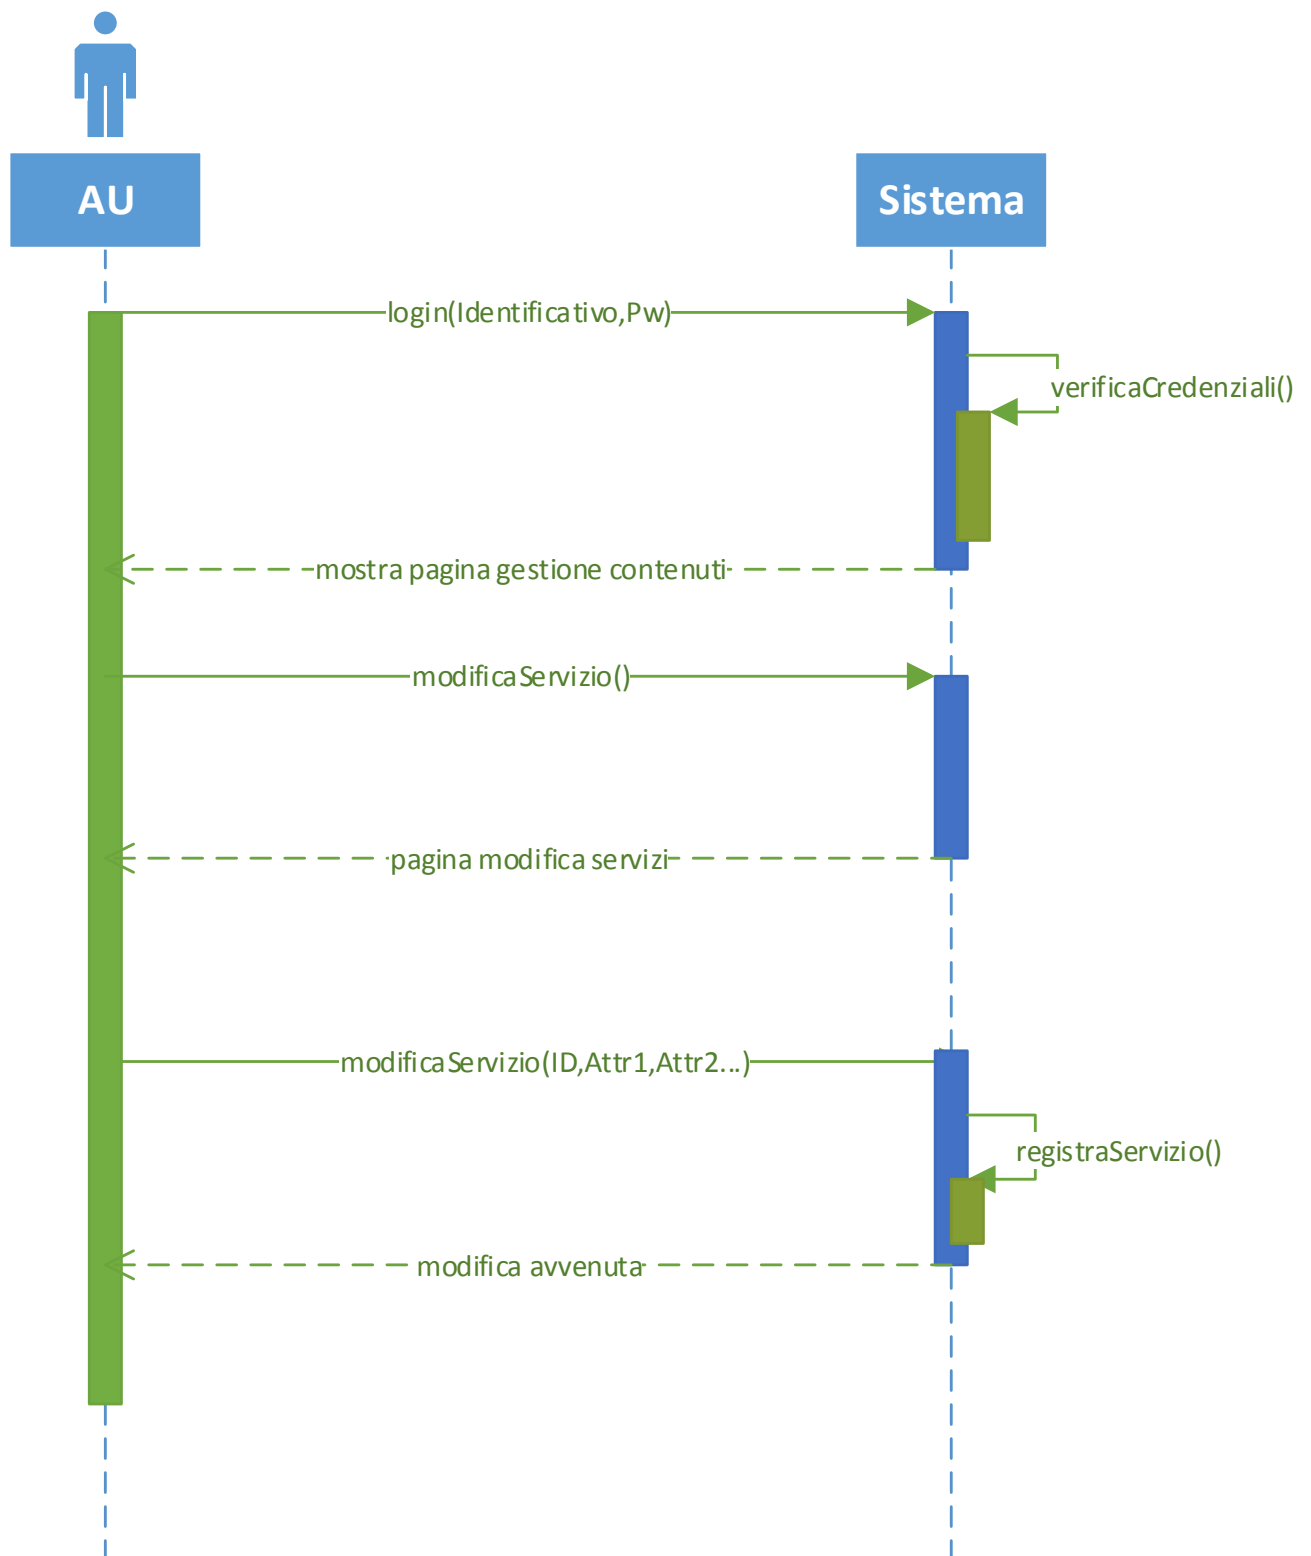 AU
Sistema
login(Identificativo,Pw)
verificaCredenziali()
mostra pagina gestione contenuti
modificaServizio()
pagina modifica servizi
modificaServizio(ID,Attr1,Attr2...)
registraServizio()
modifica avvenuta